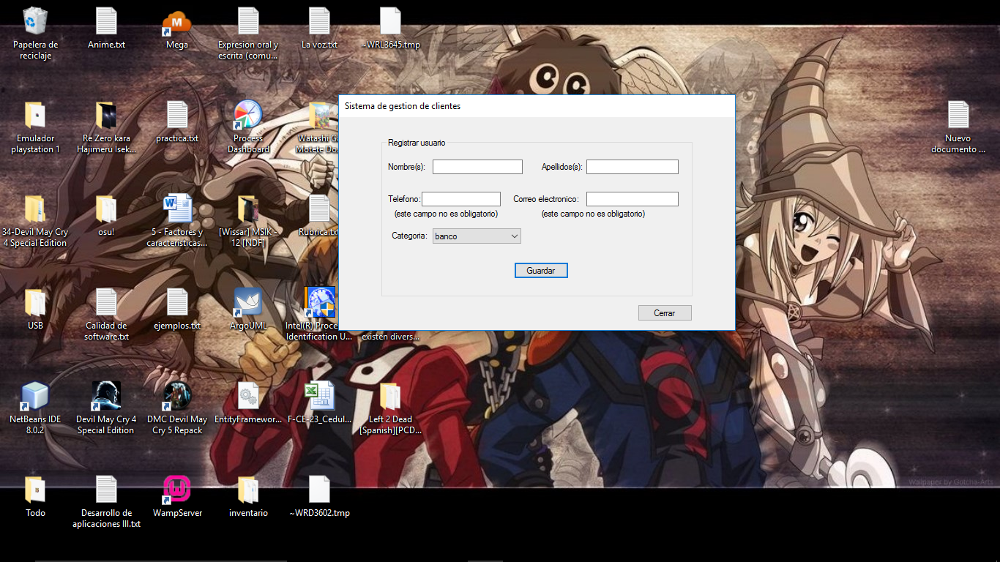 Papelera de
reciclaje
Anime.txt
Mega
Expresion oral y
escrita (comu...
La voz.txt
~WRL3645.tmp
Emulador
playstation 1
Re Zero kara
Hajimeru Isek...
practica.txt
Process
Dashboard
Watashi G
Motete Do
Nuevo
documento ...
34-Devil May Cry
4 Special Edition
osu!
5 - Factores y
caracteristicas...
[Wissar] MSIK -
12 [NDF]
Rubrica.txt
USB
Calidad de
software.txt
ejemplos.txt
ArgoUML
Intel(R) Proce
Identification U...
existen divers...
NetBeans IDE
8.0.2
Devil May Cry 4
Special Edition
DMC Devil May
Cry 5 Repack
EntityFramewor...
F-CE-23_Cedul...
Left 2 Dead
[Spanish][PCD...
Todo
Desarrollo de
aplicaciones III.txt
WampServer
inventario
~WRD3602.tmp
Sistema de gestion de clientes
Registrar usuario
Nombre(s):
Apellidos(s):
Telefono:
Correo electronico:
(este campo no es obligatorio)
(este campo no es obligatorio)
Categoria:
banco
Guardar
Cerrar
Wallpaper by Gotcha-Arts